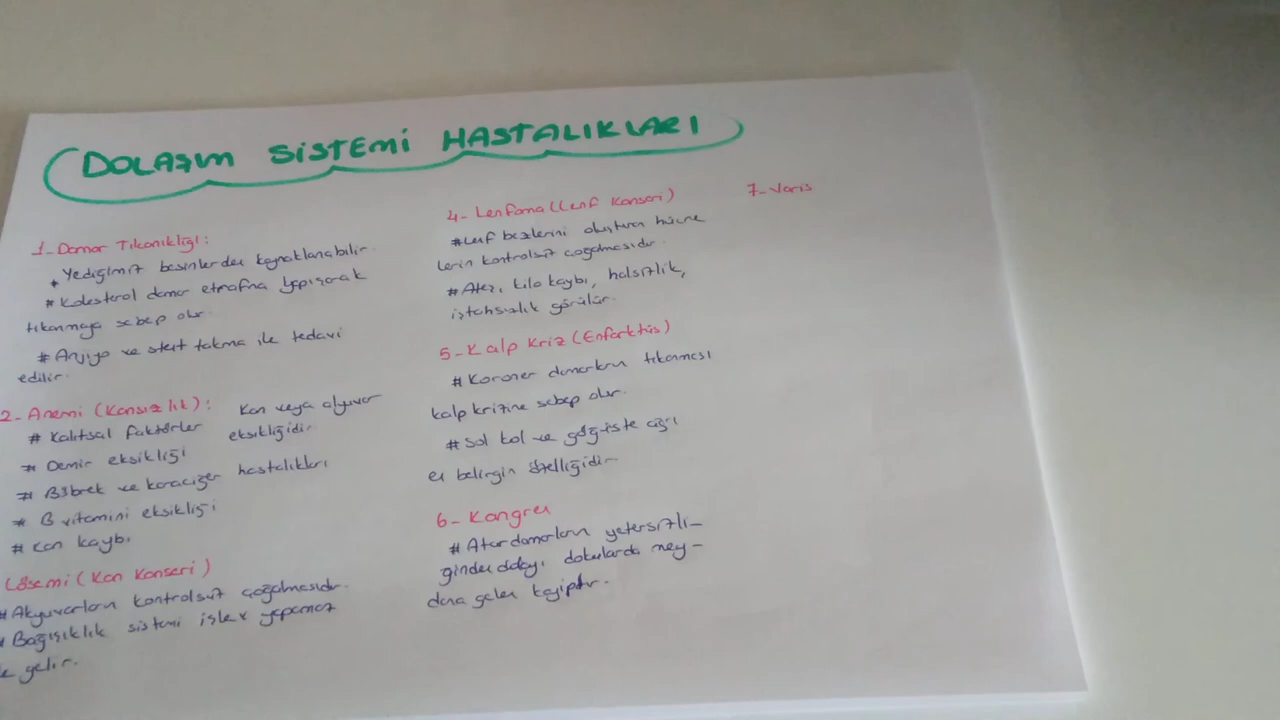 DOLAŞIM SİSTEMİ HASTALIKLARI
1- Damar Tıkanıklığı:
* Yediğimiz besinlerden kaynaklanabilir.
# Kolesterol damar etrafına yapışarak
tıkanmaya sebep olur.
# Anjiyo ve stent takma ile tedavi
edilir.
2- Anemi (Kansızlık): Kan veya alyuvar
eksikliğidir
# Kalıtsal faktörler
# Demir eksikliği
# Böbrek ve karaciğer hastalıkları
# B vitamini eksikliği
# Kan kaybı
Lösemi (Kan Kanseri)
# Akyuvarların kontrolsüz çoğalmasıdır.
# Bağışıklık sistemi işlev yapamaz
le gelir.
4- Lenfoma (Lenf Kanseri)
# Lenf bezlerini oluşturan hücre
lerin kontrolsüz çoğalmasıdır.
# Ateş, kilo kaybı, halsizlik,
iştahsızlık görülür.
5- Kalp Kriz (Enfarktüs)
# Koroner damarların tıkanması
kalp krizine sebep olur.
# Sol kol ve göğüste ağrı
en belirgin özelliğidir
6- Kangren
# Atardamarların yetersizli-
ğinden dolayı dokularda mey-
dana gelen kayıptır.
7- Varis